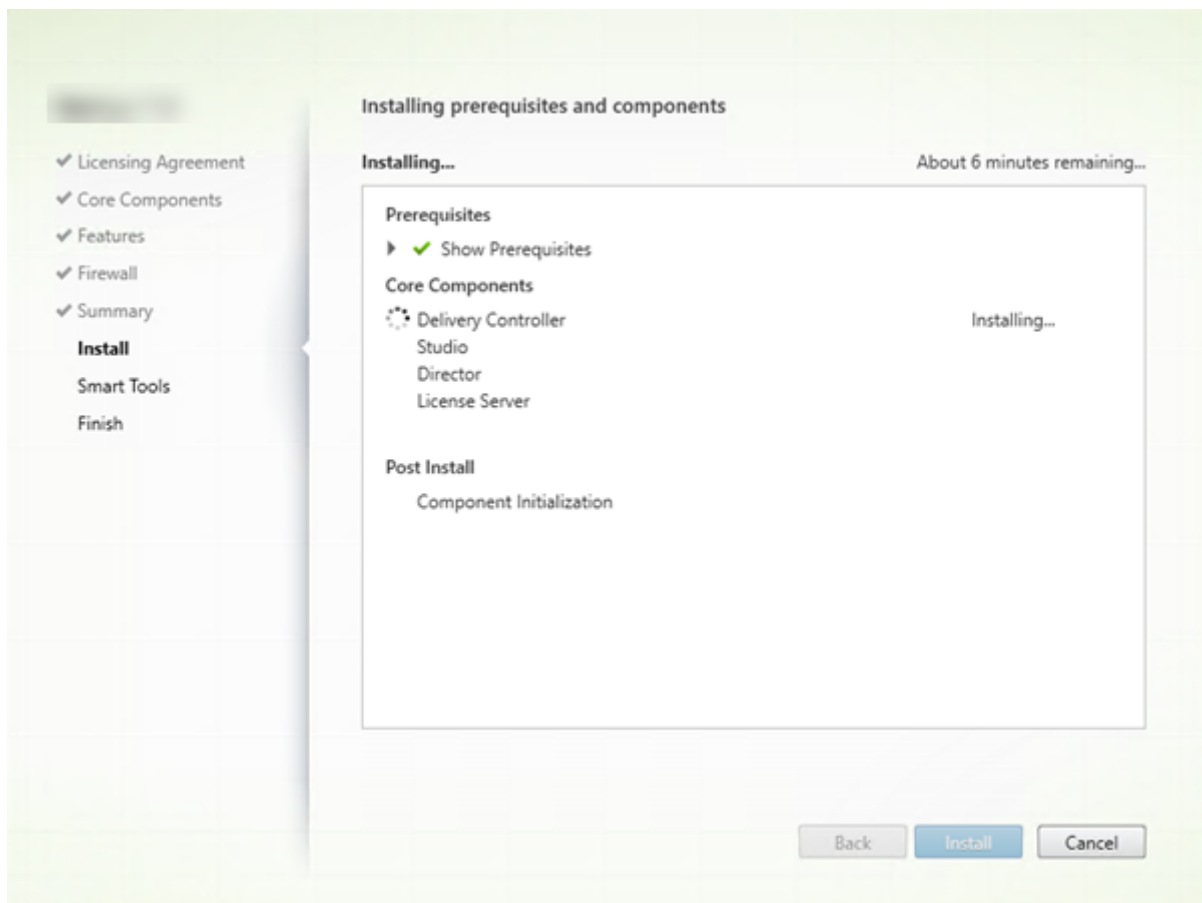 Installing prerequisites and components
Licensing Agreement
Core Components
Features
Firewall
Summary
Install
Smart Tools
Finish
Installing... About 6 minutes remaining...
Prerequisites
Show Prerequisites
Core Components
Delivery Controller Installing...
Studio
Director
License Server
Post Install
Component Initialization
Back Install Cancel